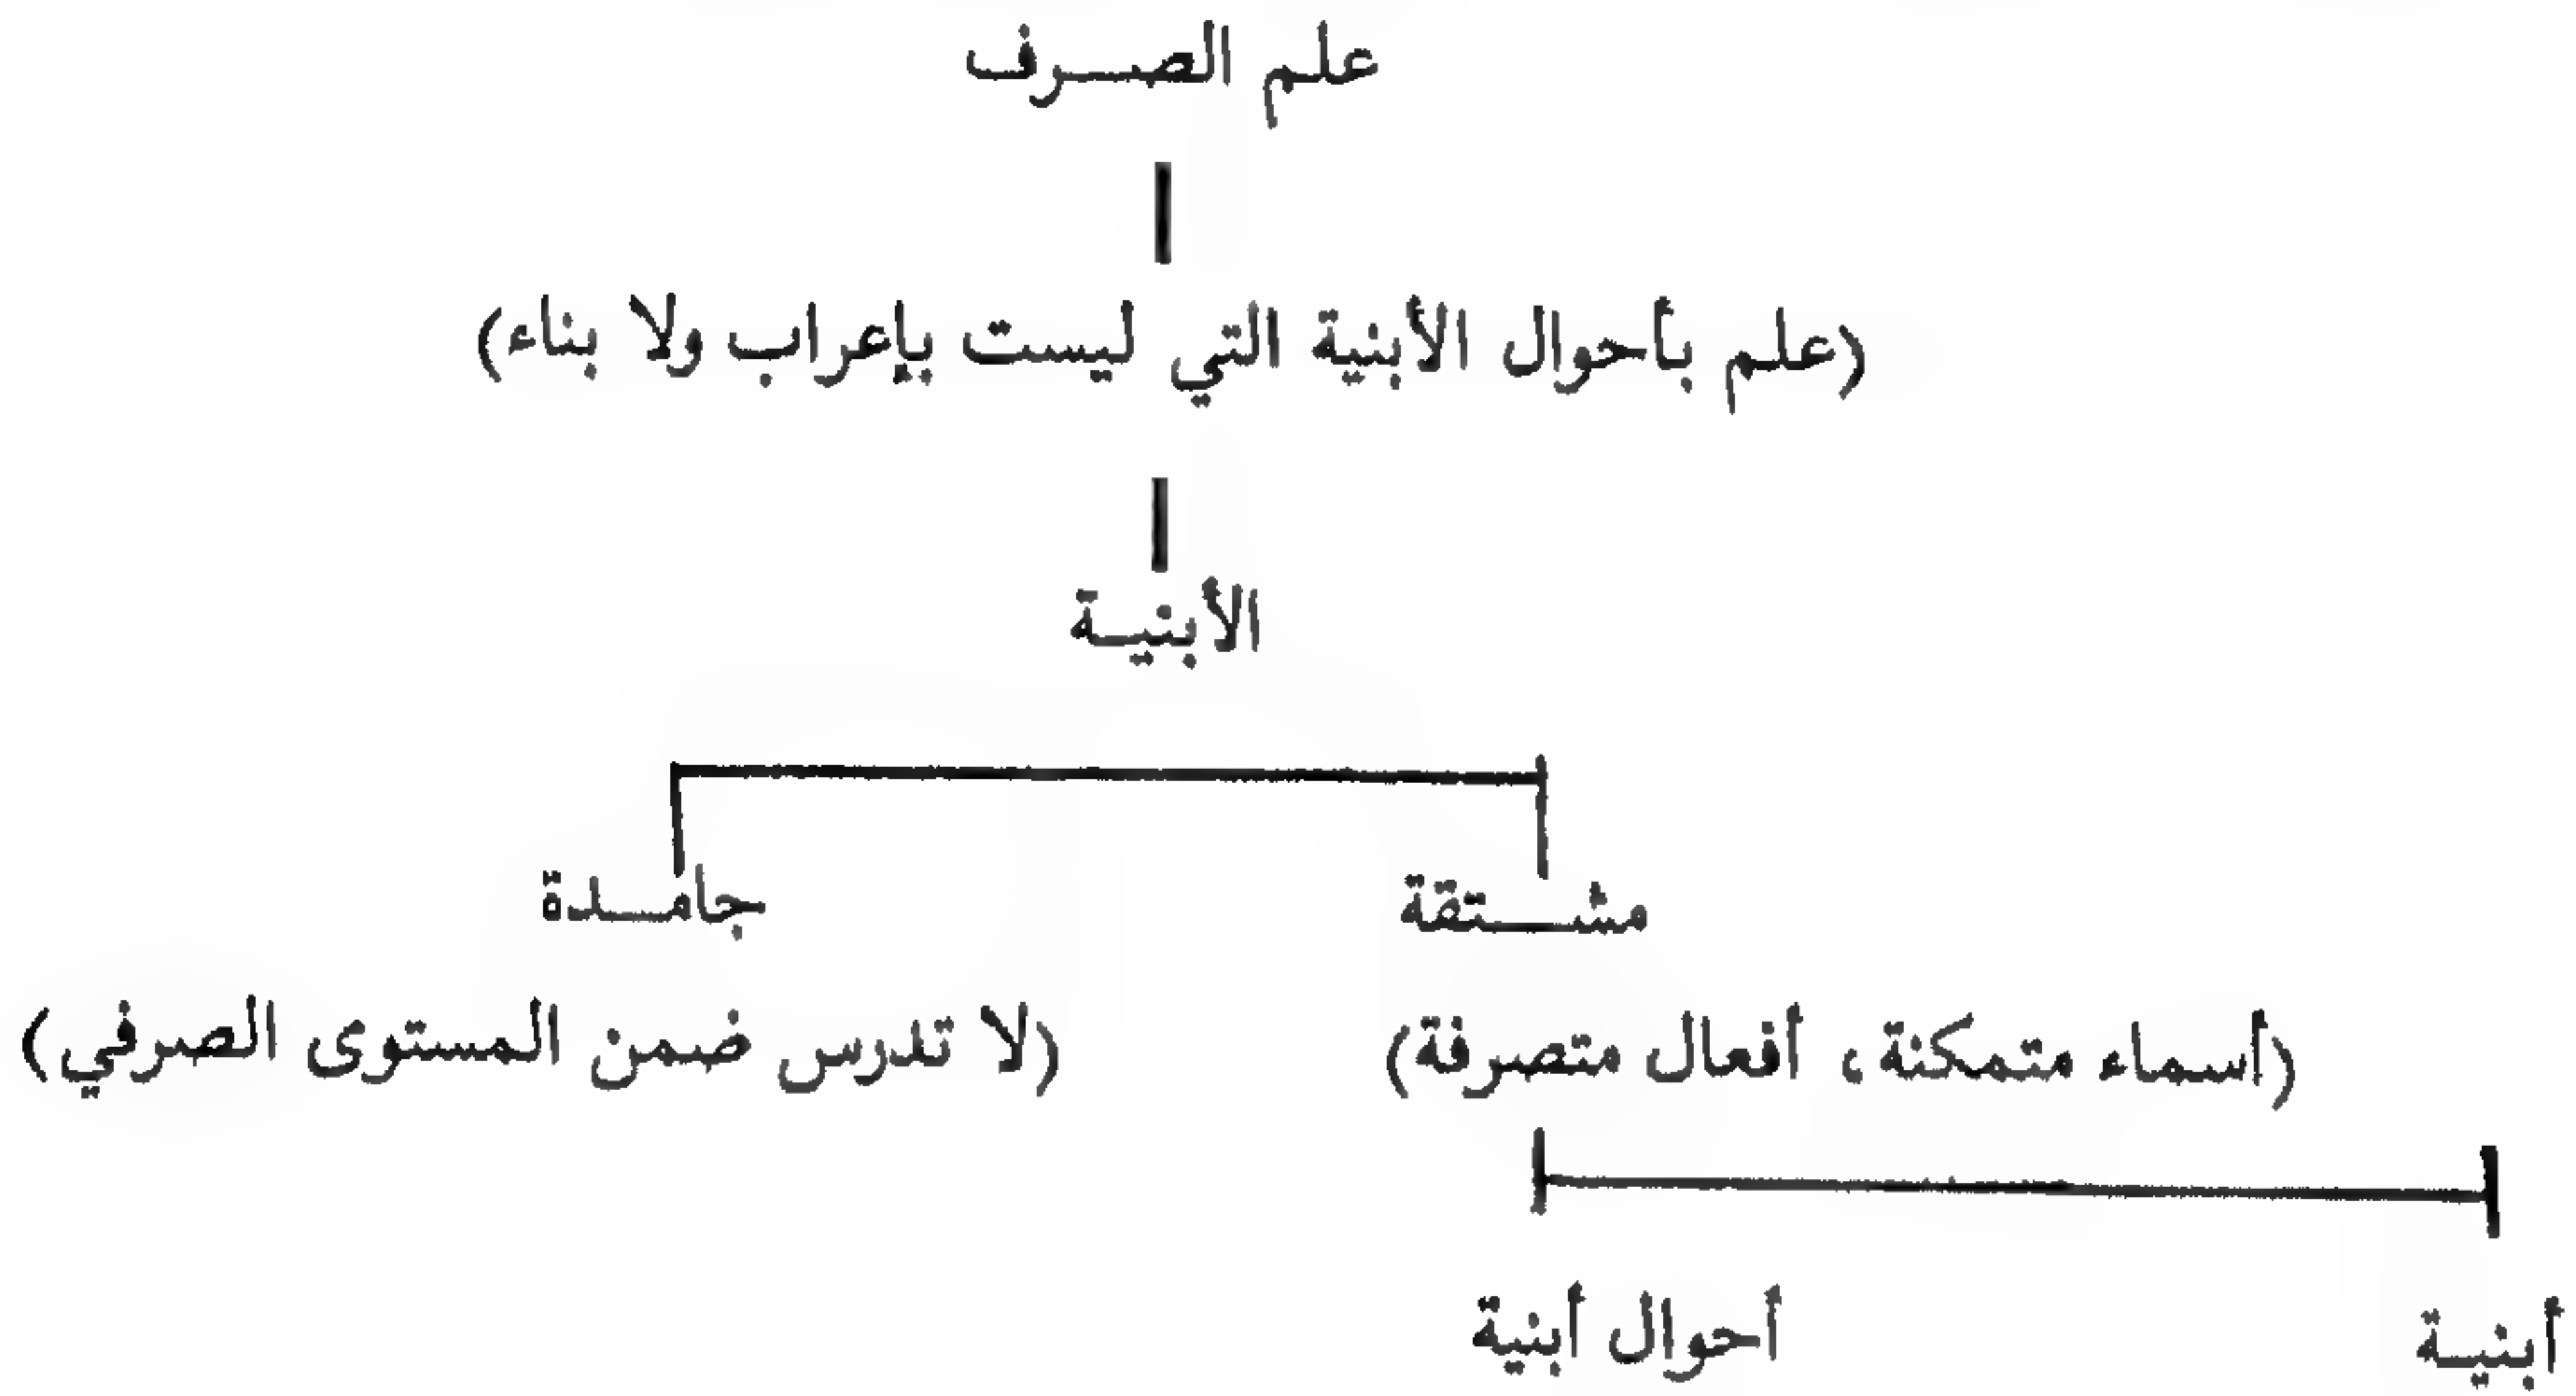 علم الصرف
(علم بأحوال الأبنية التي ليست بإعراب ولا بناء)
الأبنية
مشتقة
جامدة
(أسماء متمكنة، أفعال متصرفة)
(لا تدرس ضمن المستوى الصرفي)
أبنية
أحوال أبنية